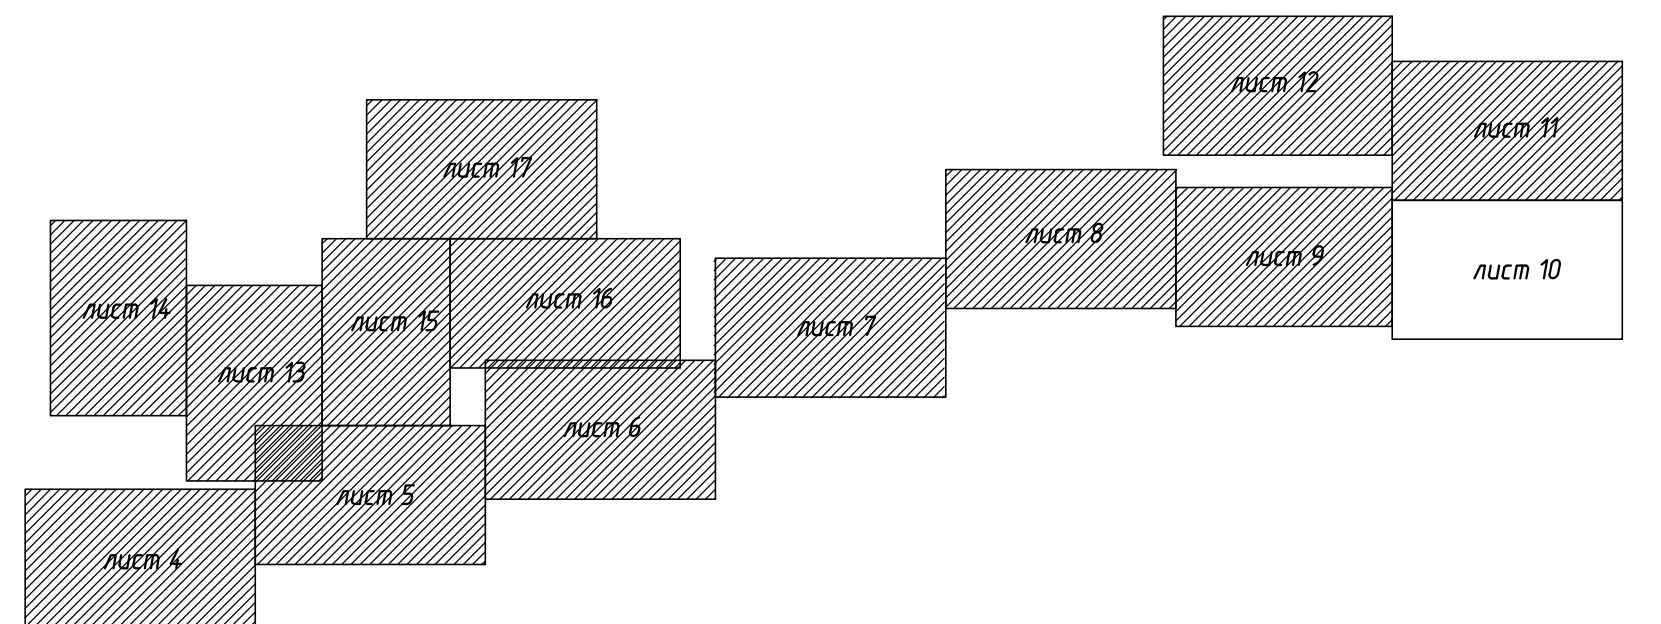 лист 12
лист 11
лист 17
лист 8
лист 9
лист 10
лист 14
лист 16
лист 15
лист 7
лист 13
лист 6
лист 5
лист 4